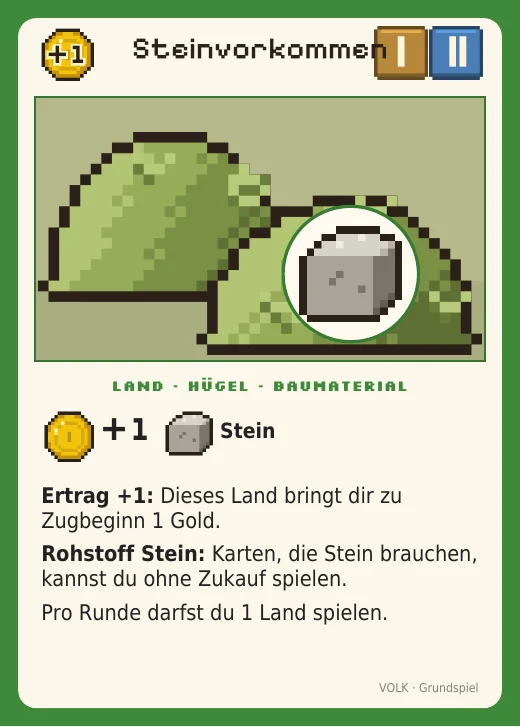 +1 Steinvorkommen I II
LAND - HÜGEL - BAUMATERIAL
+1 Stein
Ertrag +1: Dieses Land bringt dir zu
Zugbeginn 1 Gold.
Rohstoff Stein: Karten, die Stein brauchen,
kannst du ohne Zukauf spielen.
Pro Runde darfst du 1 Land spielen.
VOLK · Grundspiel